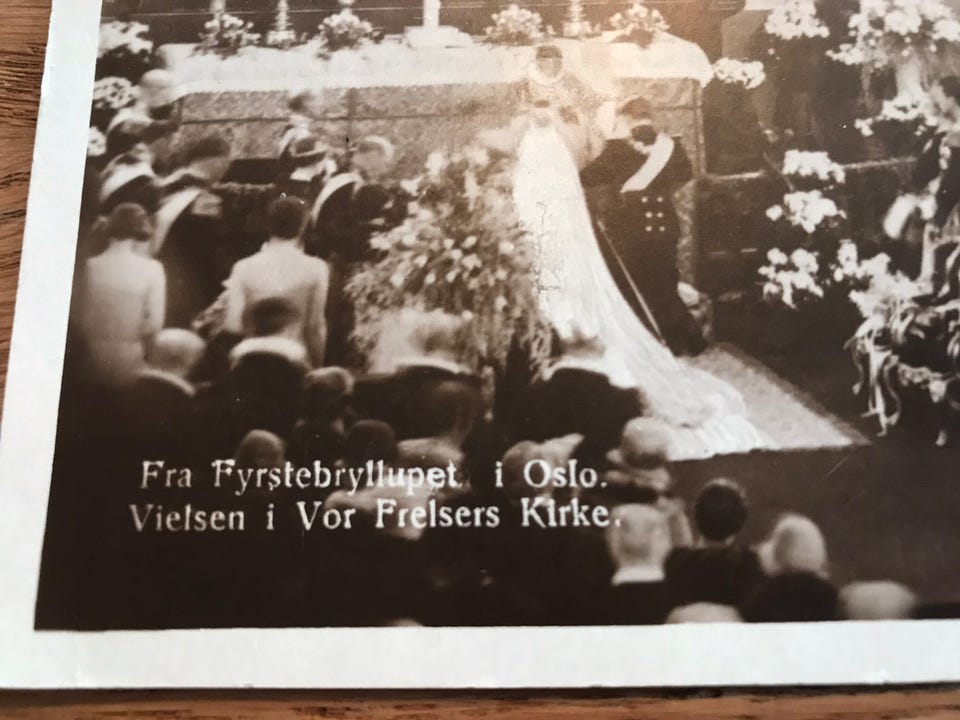 Fra Fyrstebryllupet i Oslo.
Vielsen i Vor Frelsers Kirke.